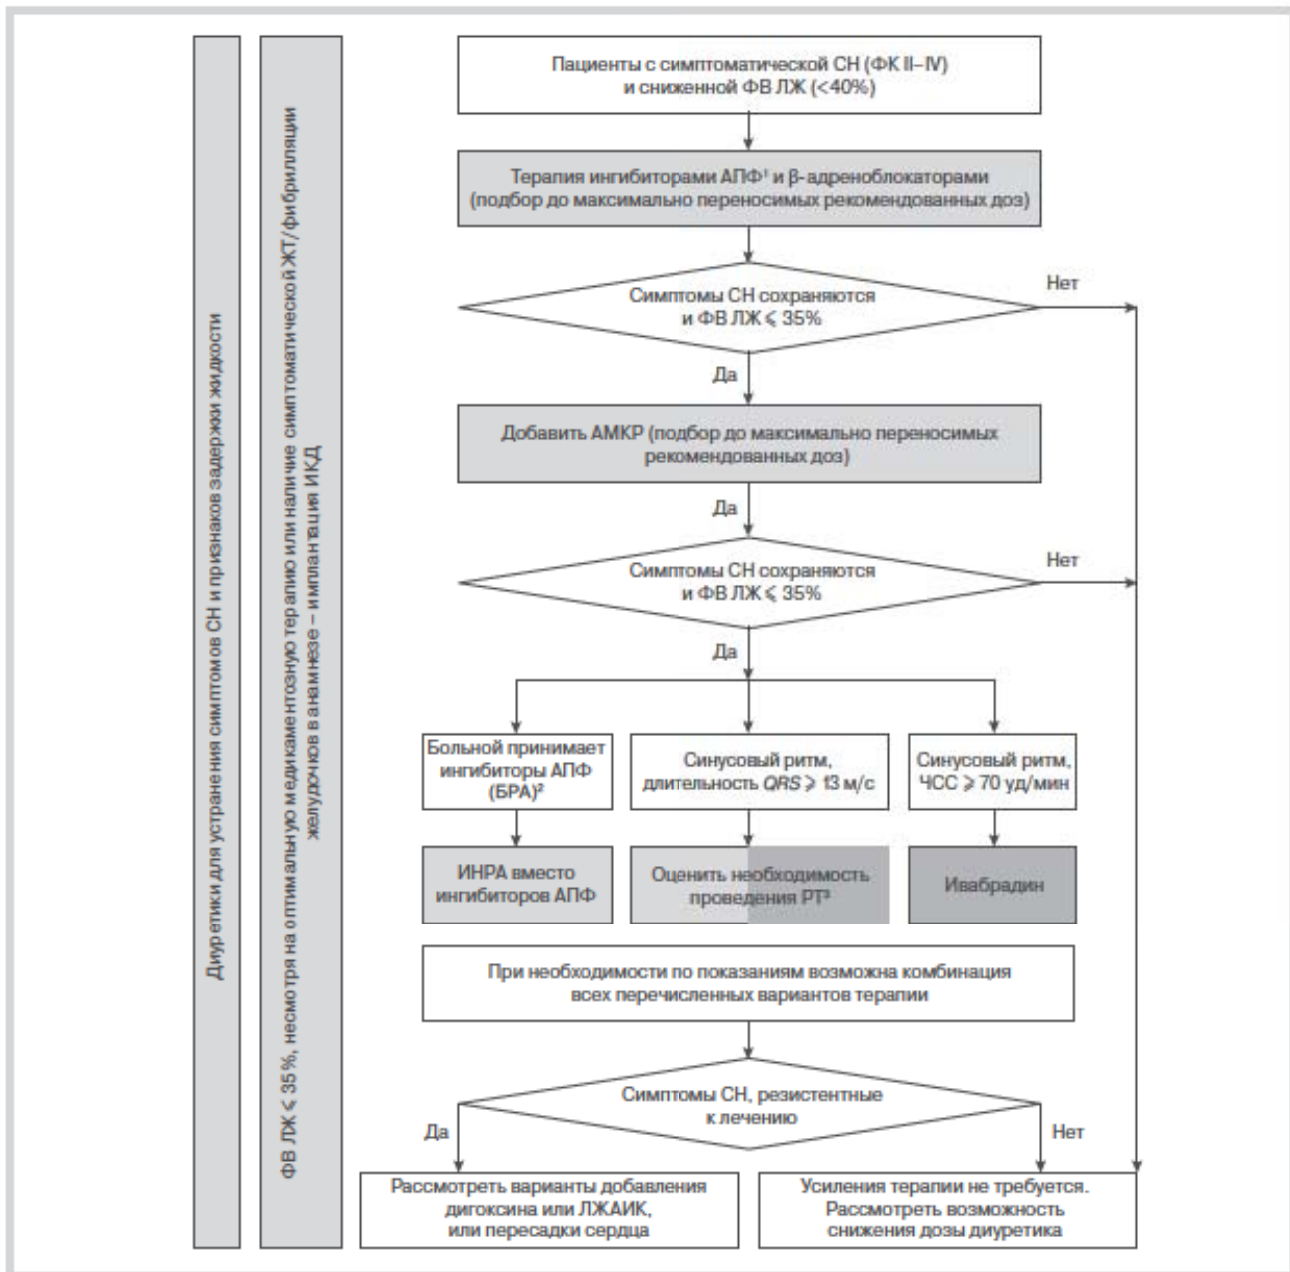 Диуретики для устранения симптомов СН и признаков задержки жидкости
ФВ ЛЖ ⩽ 35%, несмотря на оптимальную медикаментозную терапию или наличие симптоматической ЖТ/фибрилляции
желудочков в анамнезе – имплантация ИКД
Пациенты с симптоматической СН (ФК II–IV)
и сниженной ФВ ЛЖ (<40%)
Терапия ингибиторами АПФ¹ и β-адреноблокаторами
(подбор до максимально переносимых рекомендованных доз)
Симптомы СН сохраняются
и ФВ ЛЖ ⩽ 35%
Нет
Да
Добавить АМКР (подбор до максимально переносимых
рекомендованных доз)
Да
Симптомы СН сохраняются
и ФВ ЛЖ ⩽ 35%
Нет
Да
Больной принимает
ингибиторы АПФ
(БРА)²
Синусовый ритм,
длительность QRS ⩾ 13 м/с
Синусовый ритм,
ЧСС ⩾ 70 уд/мин
ИНРА вместо
ингибиторов АПФ
Оценить необходимость
проведения РТ³
Ивабрадин
При необходимости по показаниям возможна комбинация
всех перечисленных вариантов терапии
Симптомы СН, резистентные
к лечению
Да
Нет
Рассмотреть варианты добавления
дигоксина или ЛЖАИК,
или пересадки сердца
Усиления терапии не требуется.
Рассмотреть возможность
снижения дозы диуретика